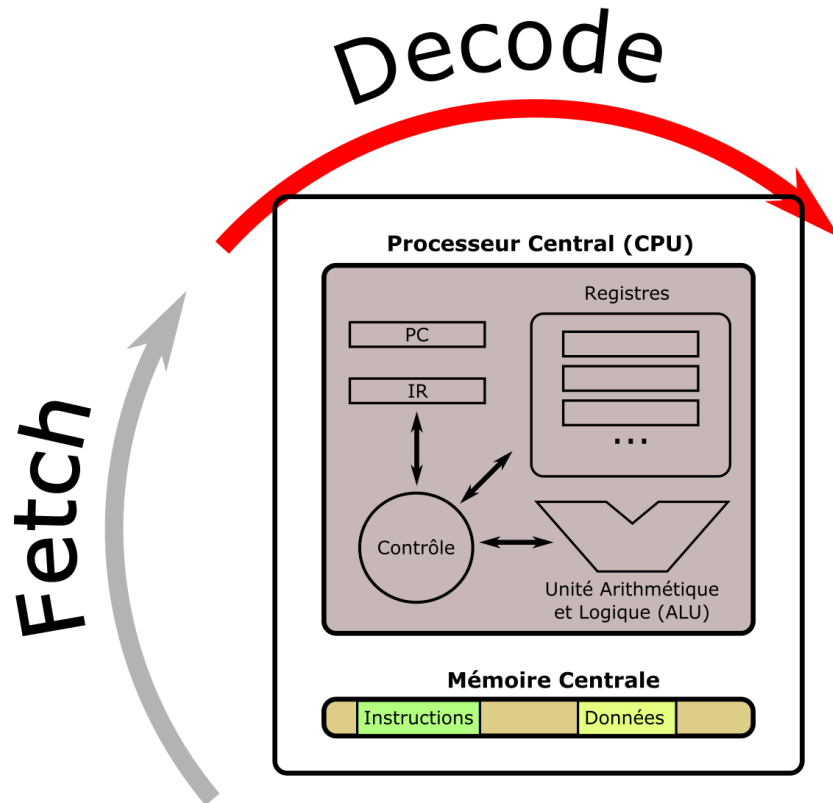 Decode
Fetch
Processeur Central (CPU)
Registres
PC
IR
...
Contrôle
Unité Arithmétique
et Logique (ALU)
Mémoire Centrale
Instructions
Données